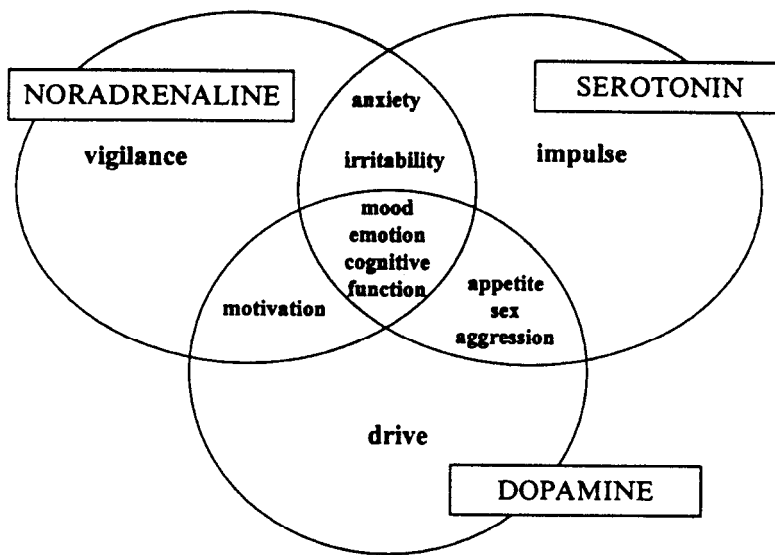 NORADRENALINE
SEROTONIN
anxiety
vigilance
irritability
impulse
mood
emotion
cognitive
function
motivation
appetite
sex
aggression
drive
DOPAMINE